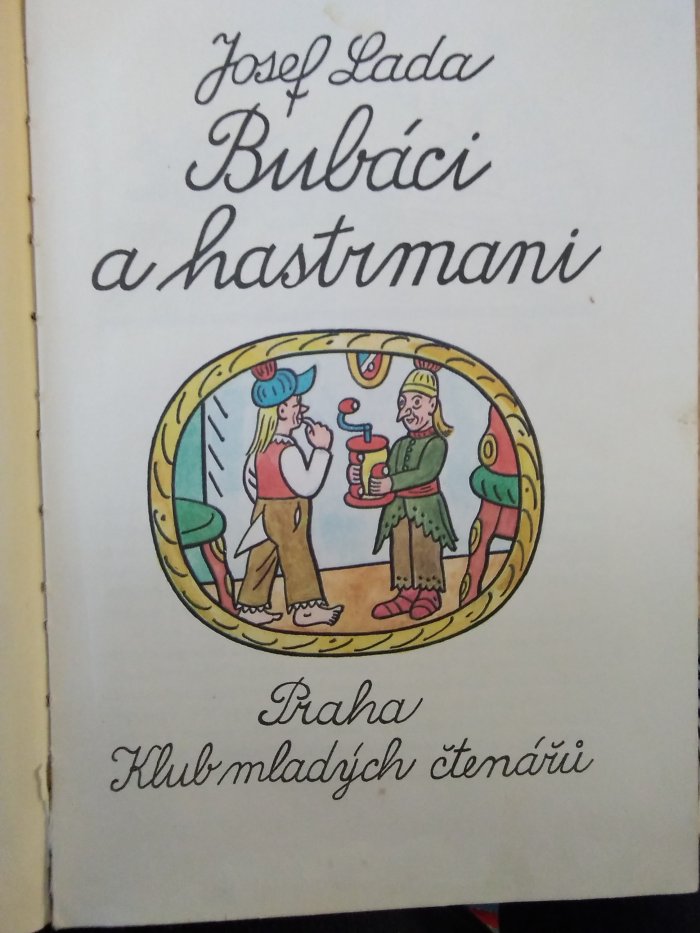 Josef Lada
Bubáci
a hastrmani
Praha
Klub mladých čtenářů